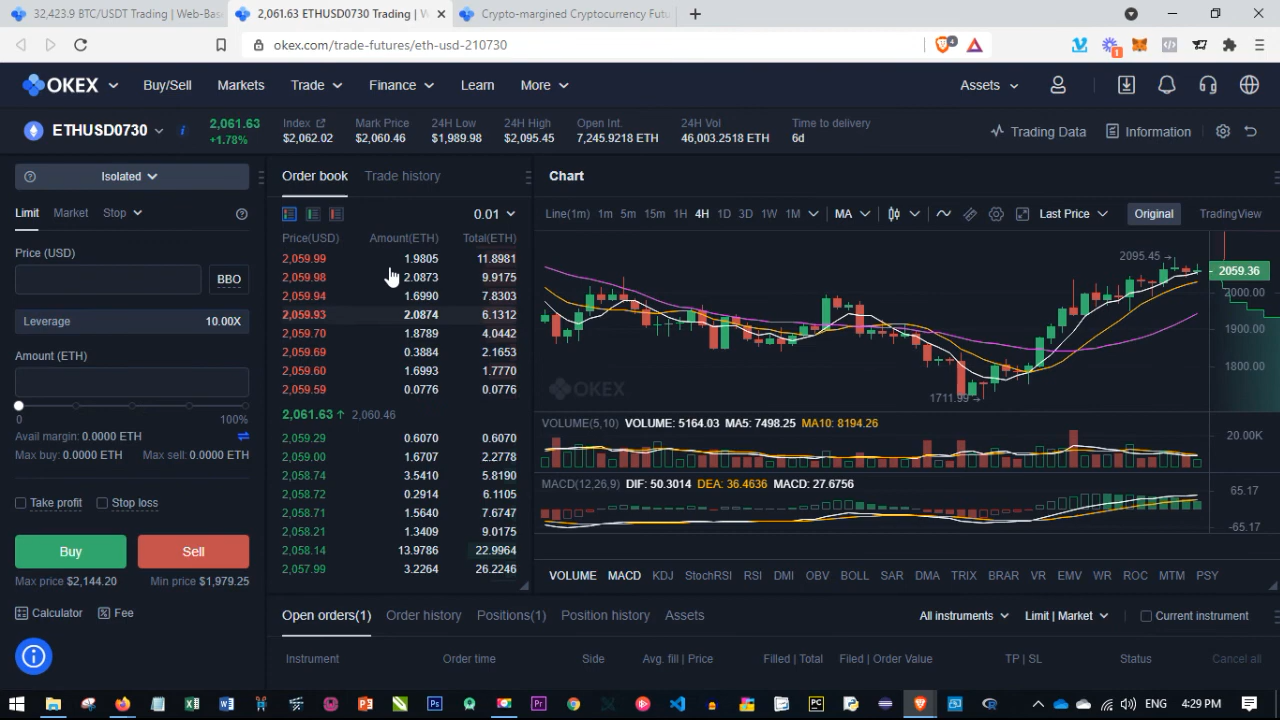 32,423.9 BTC/USDT Trading | Web-Bas
2,061.63 ETHUSD0730 Trading | W
Crypto-margined Cryptocurrency Futu
okex.com/trade-futures/eth-usd-210730
4
1
OKEX
Buy/Sell
Markets
Trade
Finance
Learn
More
Assets
ETHUSD0730
2,061.63
+1.78%
Index
$2,062.02
Mark Price
$2,060.46
24H Low
$1,989.98
24H High
$2,095.45
Open Int.
7,245.9218 ETH
24H Vol
46,003.2518 ETH
Time to delivery
6d
Trading Data
Information
Isolated
Limit Market Stop
Price (USD)
BBO
Leverage 10.00X
Amount (ETH)
0 100%
Avail margin: 0.0000 ETH
Max buy: 0.0000 ETH Max sell: 0.0000 ETH
Take profit Stop loss
Buy Sell
Max price $2,144.20 Min price $1,979.25
Calculator Fee
Order book Trade history
0.01
Price(USD) Amount(ETH) Total(ETH)
2,059.99 1.9805 11.8981
2,059.98 2.0873 9.9175
2,059.94 1.6990 7.8303
2,059.93 2.0874 6.1312
2,059.70 1.8789 4.0442
2,059.69 0.3884 2.1653
2,059.60 1.6993 1.7770
2,059.59 0.0776 0.0776
2,061.63 ↑ 2,060.46
2,059.29 0.6070 0.6070
2,059.00 1.6707 2.2778
2,058.74 3.5410 5.8190
2,058.72 0.2914 6.1105
2,058.71 1.5640 7.6747
2,058.21 1.3409 9.0175
2,058.14 13.9786 22.9964
2,057.99 3.2264 26.2246
Chart
Line(1m) 1m 5m 15m 1H 4H 1D 3D 1W 1M MA Last Price Original TradingView
2095.45
2059.36
2000.00
1900.00
1800.00
OKEX
1711.99
VOLUME(5,10) VOLUME: 5164.03 MA5: 7498.25 MA10: 8194.26
20.00K
MACD(12,26,9) DIF: 50.3014 DEA: 36.4636 MACD: 27.6756
65.17
-65.17
VOLUME MACD KDJ StochRSI RSI DMI OBV BOLL SAR DMA TRIX BRAR VR EMV WR ROC MTM PSY
Open orders(1) Order history Positions(1) Position history Assets
All instruments Limit | Market Current instrument
Instrument Order time Side Avg. fill | Price Filled | Total Filed | Order Value TP | SL Status Cancel all
ENG 4:29 PM